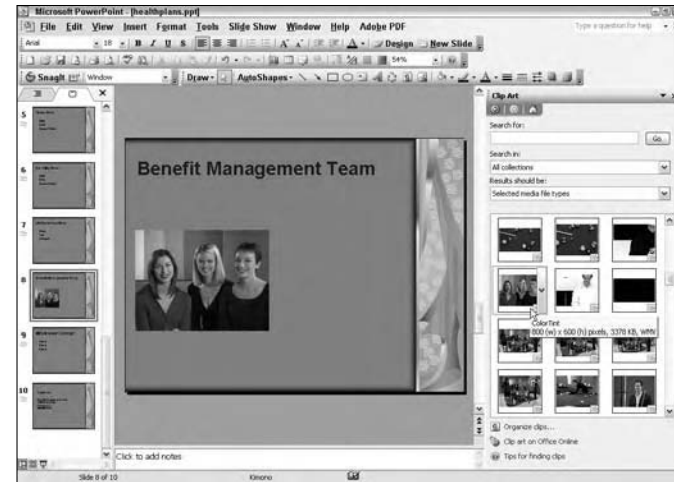 Microsoft PowerPoint - [healthplans.ppt]
File Edit View Insert Format Tools Slide Show Window Help Adobe PDF
Type a question for help
Arial 18 B I U S Design New Slide
54%
SnagIt Window Draw AutoShapes
Clip Art
Search for:
Go
Search in:
All collections
Results should be:
Selected media file types
5
6
7
8
9
10
Benefit Management Team
ColorTint
800 (w) x 600 (h) pixels, 3378 KB, WMV
Organize clips...
Clip art on Office Online
Tips for finding clips
Click to add notes
Slide 8 of 10 Kimono